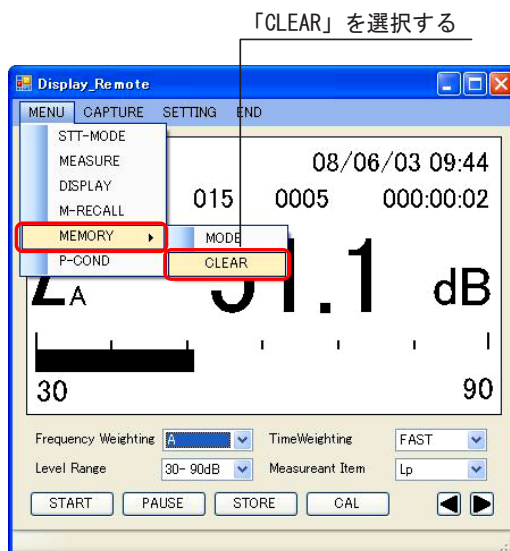 「CLEAR」を選択する
Display_Remote
MENU CAPTURE SETTING END
STT-MODE
MEASURE
08/06/03 09:44
DISPLAY
015 0005 000:00:02
M-RECALL
MEMORY MODE
P-COND CLEAR
A 51.1 dB
30 90
Frequency Weighting A TimeWeighting FAST
Level Range 30- 90dB Measureant Item Lp
START PAUSE STORE CAL